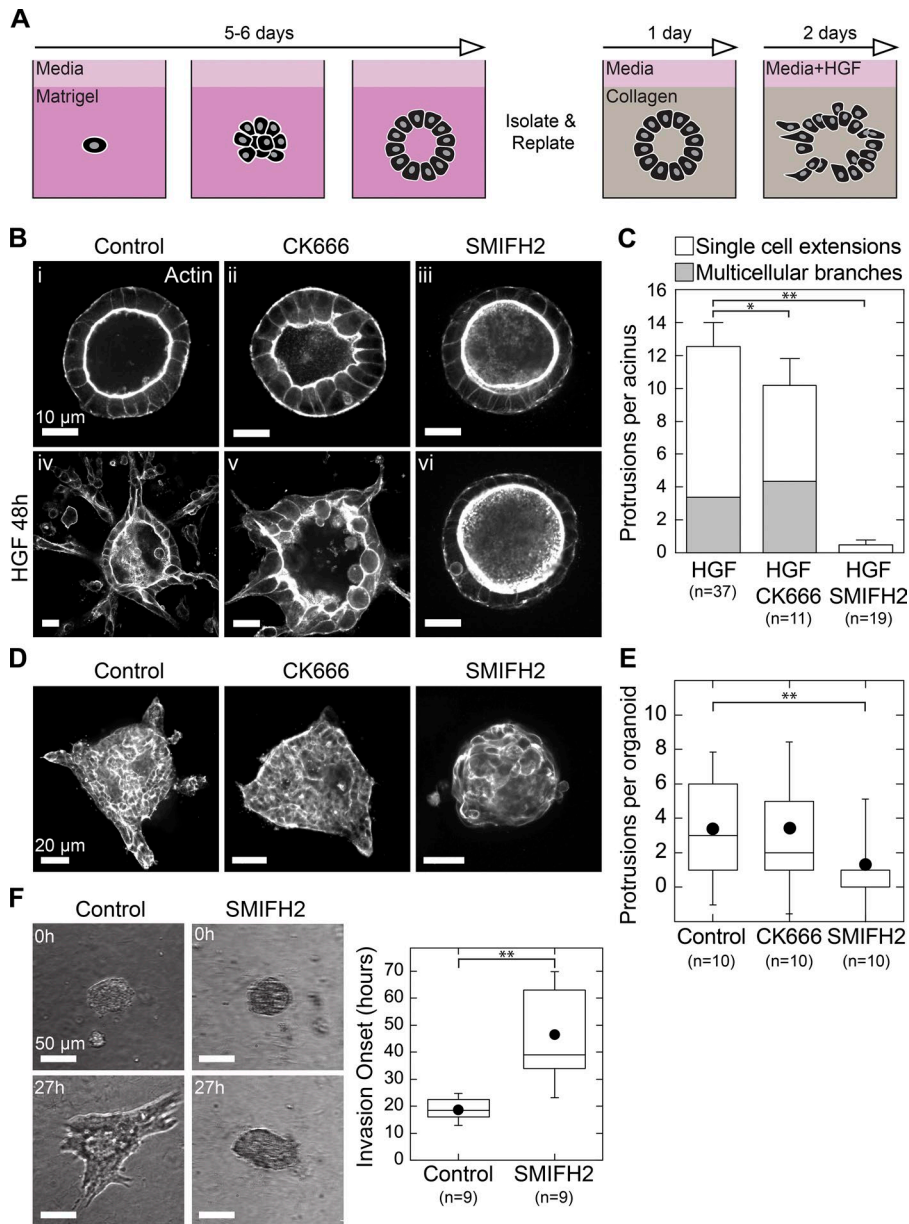 A
5-6 days
1 day
2 days
Media
Matrigel
Isolate &
Replate
Media
Collagen
Media+HGF
B
Control
CK666
SMIFH2
i
Actin
ii
iii
10 µm
HGF 48h
iv
v
vi
C
Single cell extensions
Multicellular branches
Protrusions per acinus
16
14
12
10
8
6
4
2
0
**
*
HGF
(n=37)
HGF
CK666
(n=11)
HGF
SMIFH2
(n=19)
D
Control
CK666
SMIFH2
20 µm
E
Protrusions per organoid
10
8
6
4
2
0
**
Control
(n=10)
CK666
(n=10)
SMIFH2
(n=10)
F
Control
SMIFH2
0h
0h
50 µm
27h
27h
Invasion Onset (hours)
70
60
50
40
30
20
10
0
**
Control
(n=9)
SMIFH2
(n=9)